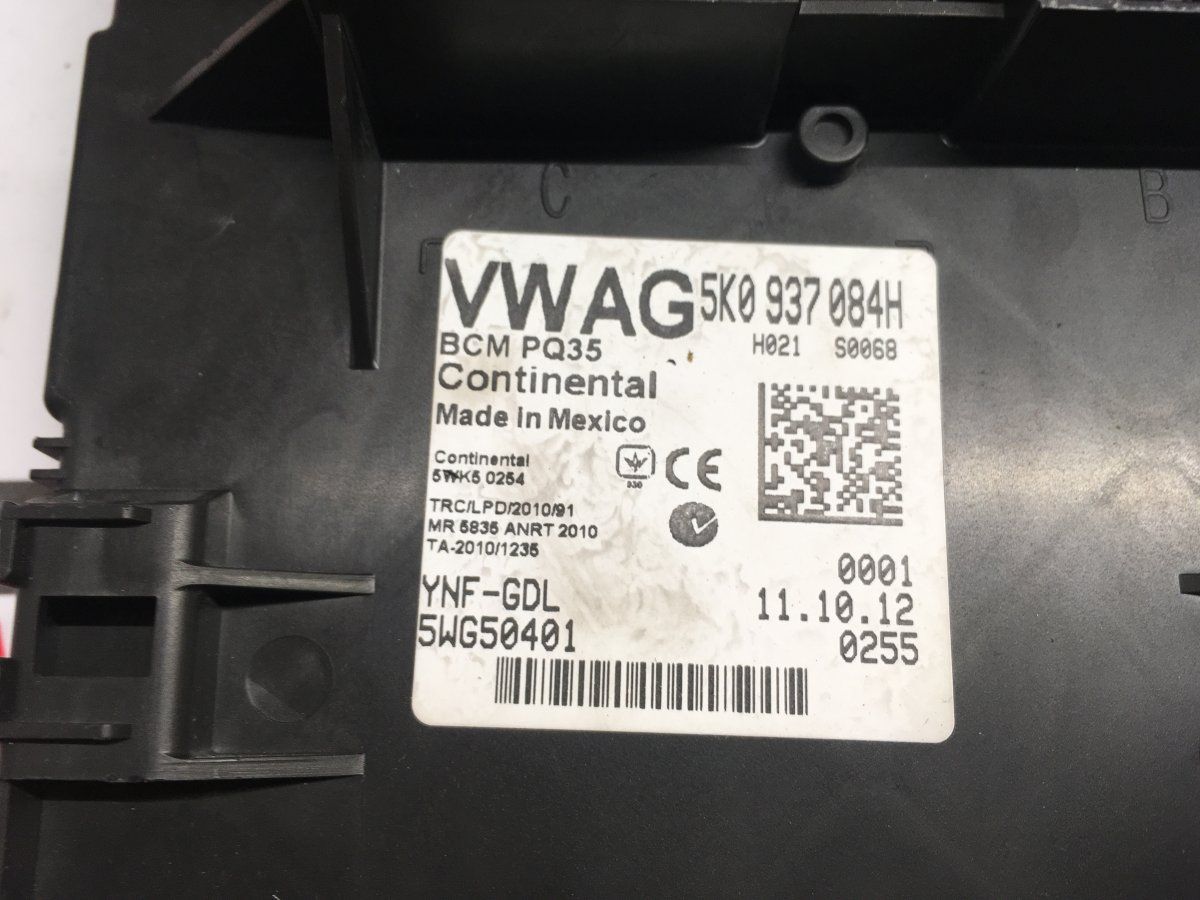 C
B
VWAG 5K0 937 084H
BCM PQ35
H021 S0068
Continental
Made in Mexico
Continental
5WK5 0254
CE
TRC/LPD/2010/91
MR 5835 ANRT 2010
TA-2010/1235
0001
YNF-GDL
11.10.12
5WG50401
0255